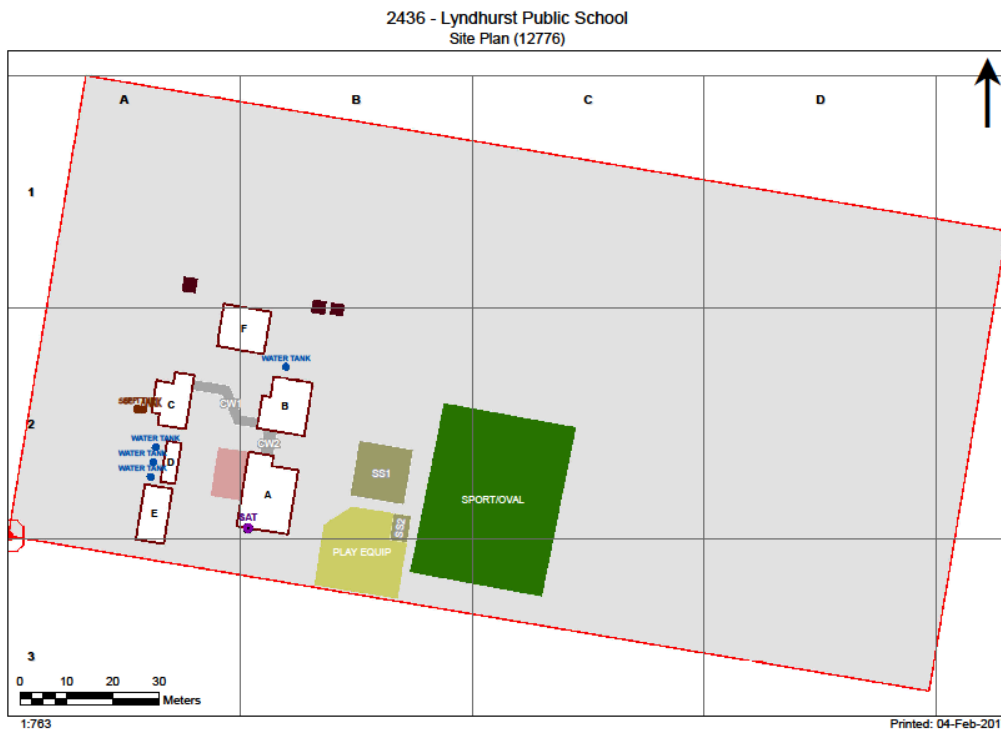 2436 - Lyndhurst Public School
Site Plan (12776)
A
B
C
D
1
F
WATER TANK
CW1
C
B
2
CW2
WATER TANK
WATER TANK
D
WATER TANK
SS1
A
SPORT/OVAL
E
SAT
SS2
PLAY EQUIP
3
0 10 20 30
Meters
1:763
Printed: 04-Feb-201